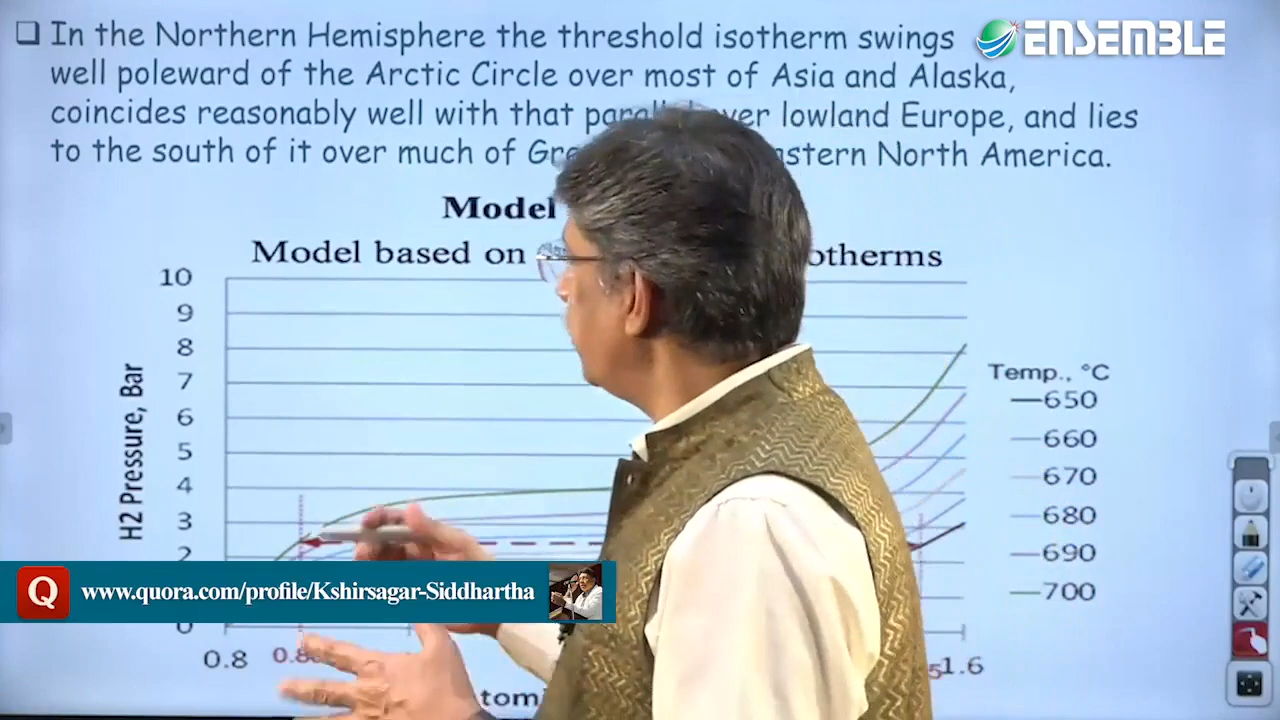 In the Northern Hemisphere the threshold isotherm swings
ENSEMBLE
well poleward of the Arctic Circle over most of Asia and Alaska,
coincides reasonably well with that over lowland Europe, and lies
to the south of it over much of North America.
Model
Model based on
10
9
8
7
6
5
4
3
2
0
H2 Pressure, Bar
Temp., °C
650
660
670
680
690
700
Q www.quora.com/profile/Kshirsagar-Siddhartha
0.8
1.6